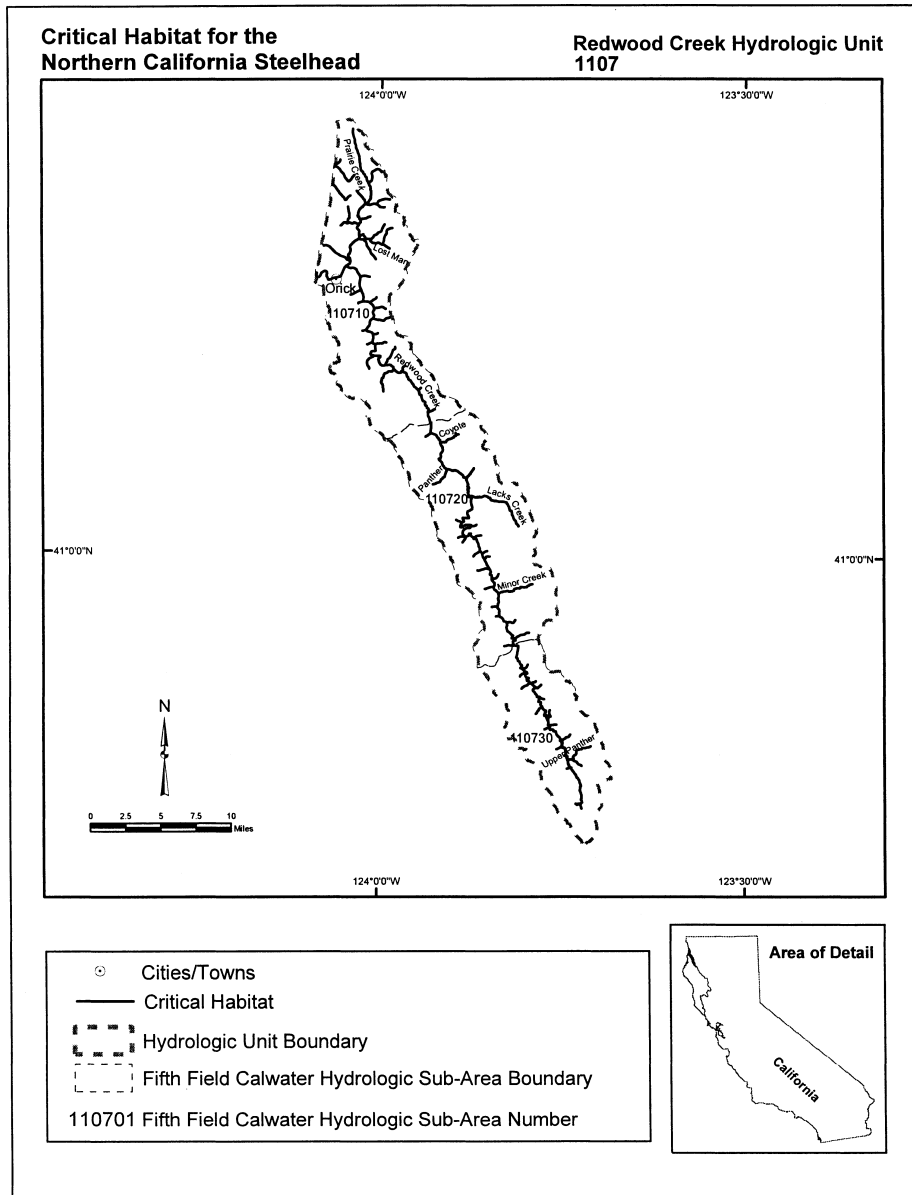 Critical Habitat for the
Northern California Steelhead
Redwood Creek Hydrologic Unit
1107
124°0'0"W
123°30'0"W
Prairie Creek
Lost Man
Orick
110710
Redwood Creek
Coyote
Panther
110720
Lacks Creek
41°0'0"N
41°0'0"N
Minor Creek
N
110730
Upper Panther
0 2.5 5 7.5 10
Miles
124°0'0"W
123°30'0"W
Cities/Towns
Critical Habitat
Hydrologic Unit Boundary
Fifth Field Calwater Hydrologic Sub-Area Boundary
110701 Fifth Field Calwater Hydrologic Sub-Area Number
Area of Detail
California